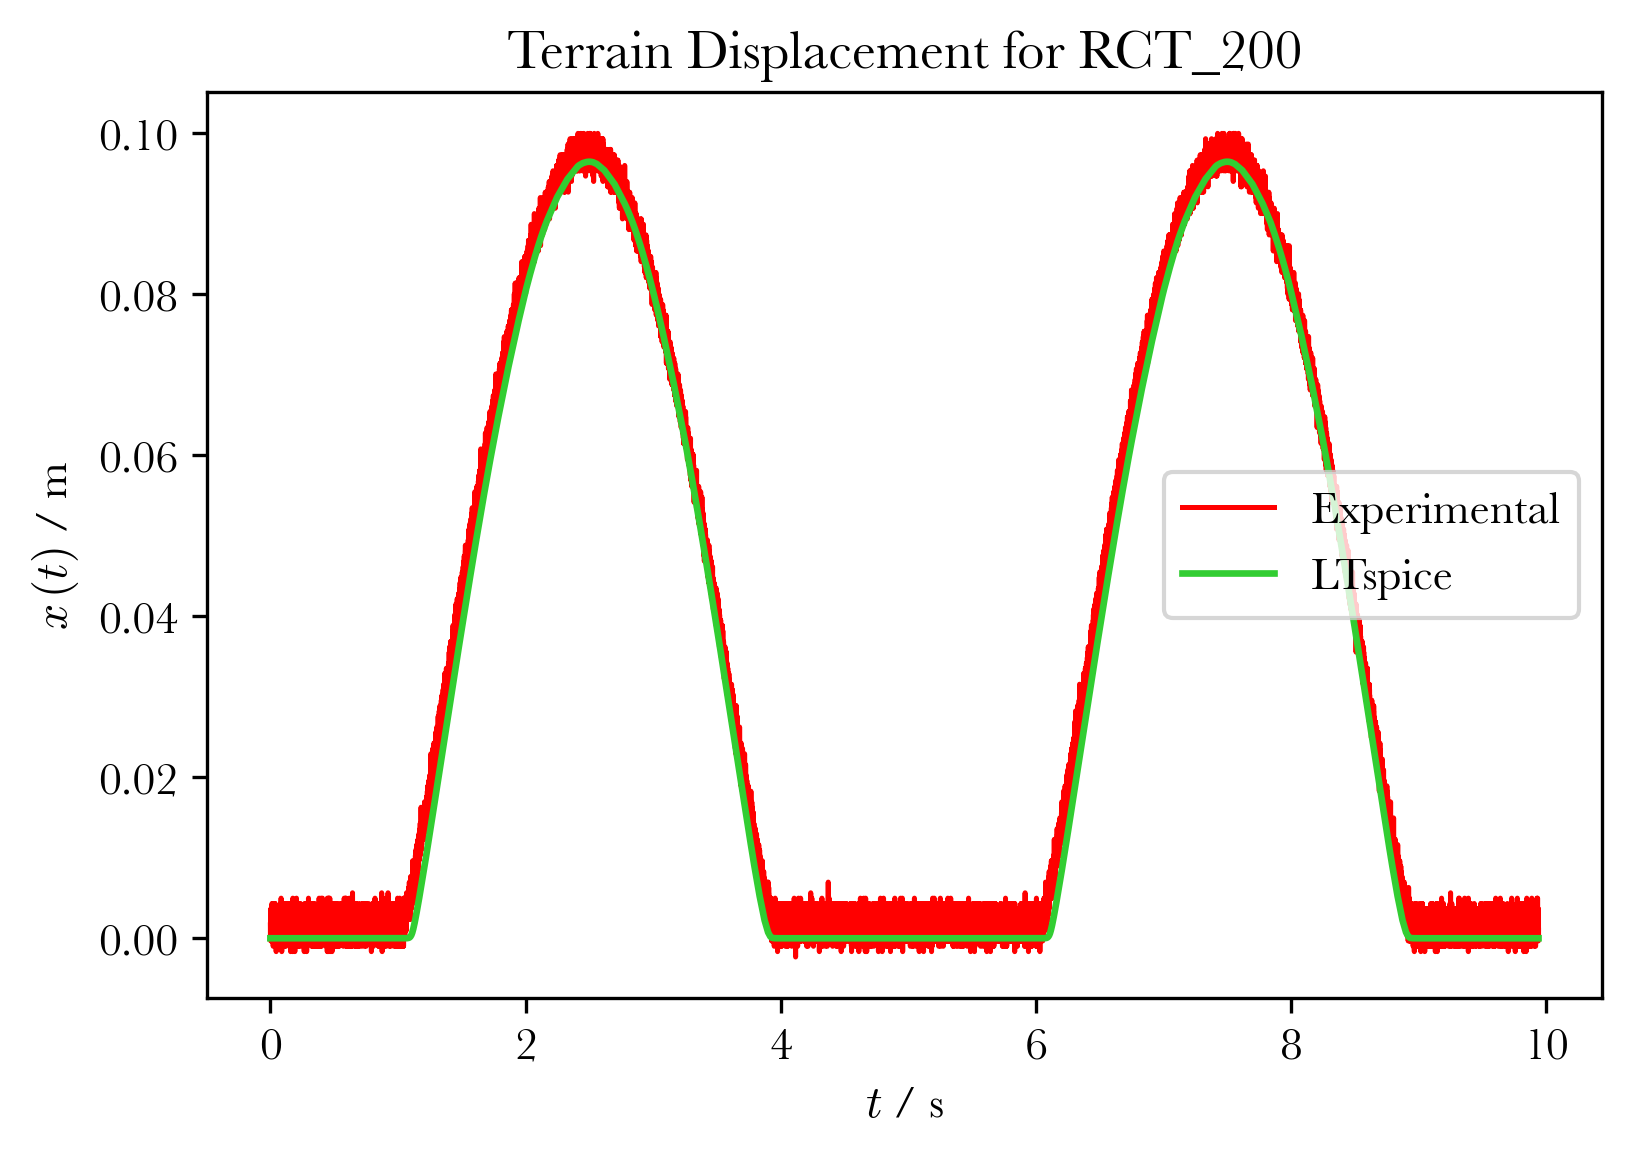 Terrain Displacement for RCT_200
0.10
0.08
0.06
0.04
0.02
0.00
x (t) / m
Experimental
LTspice
0 2 4 6 8 10
t / s